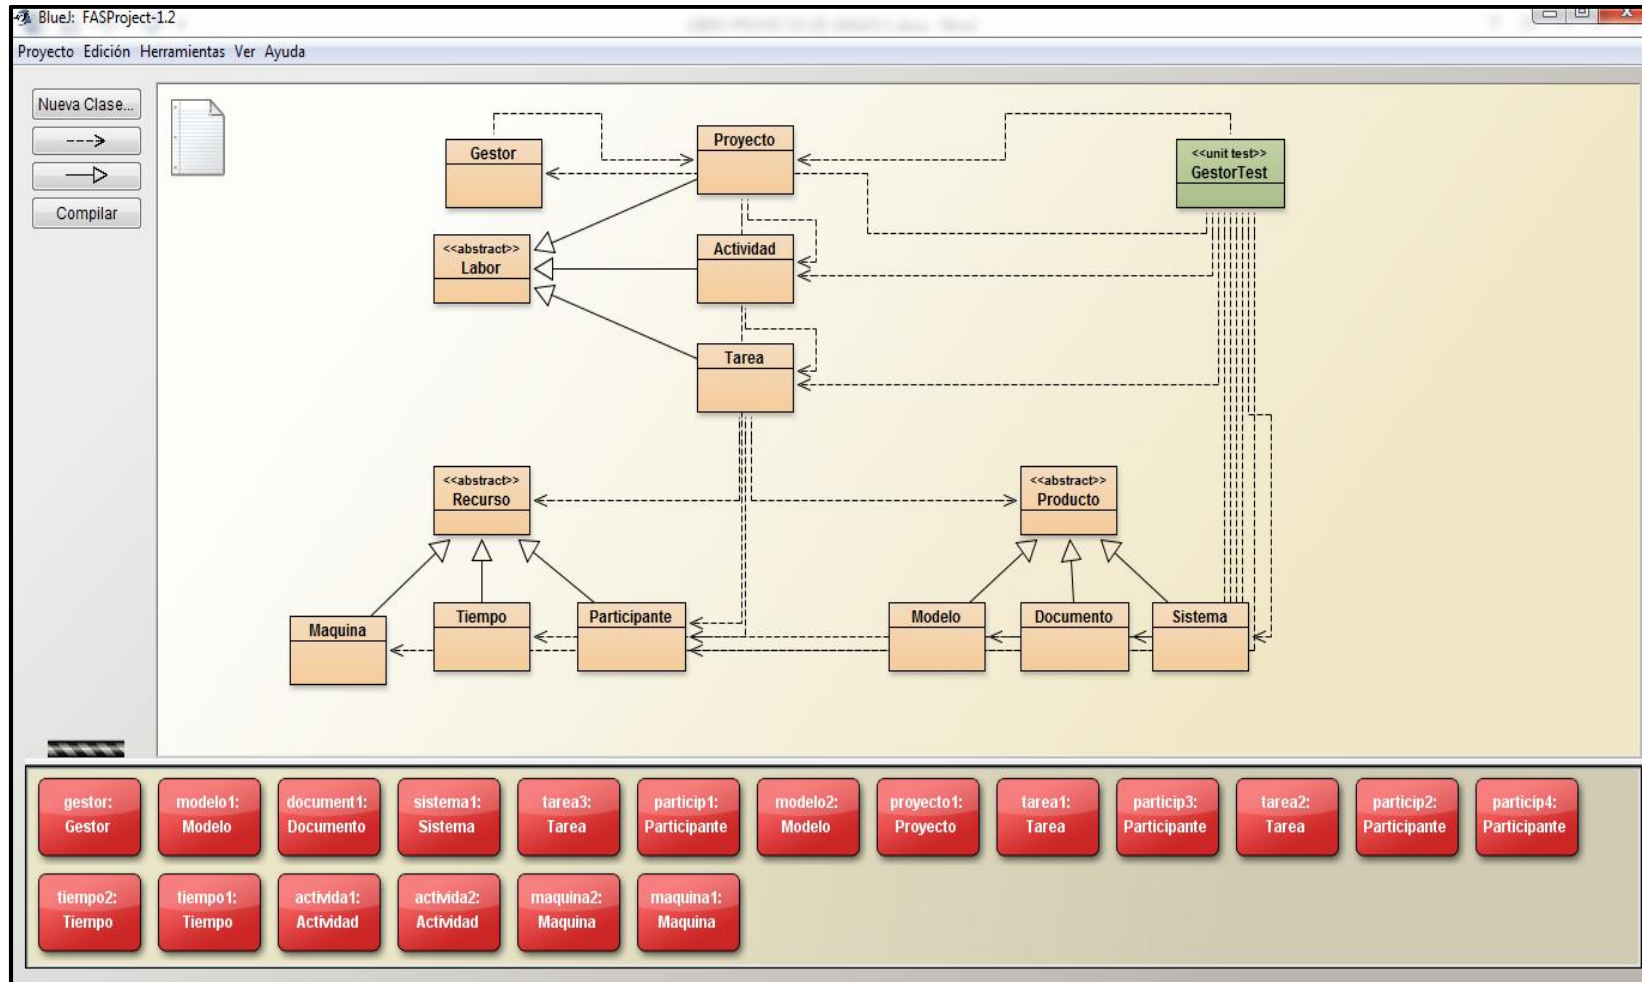 BlueJ: FASProject-1.2
Proyecto Edición Herramientas Ver Ayuda
Nueva Clase...
Compilar
Gestor
Proyecto
<<unit test>>
GestorTest
<<abstract>>
Labor
Actividad
Tarea
<<abstract>>
Recurso
<<abstract>>
Producto
Maquina
Tiempo
Participante
Modelo
Documento
Sistema
gestor:
Gestor
modelo1:
Modelo
document1:
Documento
sistema1:
Sistema
tarea3:
Tarea
particip1:
Participante
modelo2:
Modelo
proyecto1:
Proyecto
tarea1:
Tarea
particip3:
Participante
tarea2:
Tarea
particip2:
Participante
particip4:
Participante
tiempo2:
Tiempo
tiempo1:
Tiempo
activida1:
Actividad
activida2:
Actividad
maquina2:
Maquina
maquina1:
Maquina